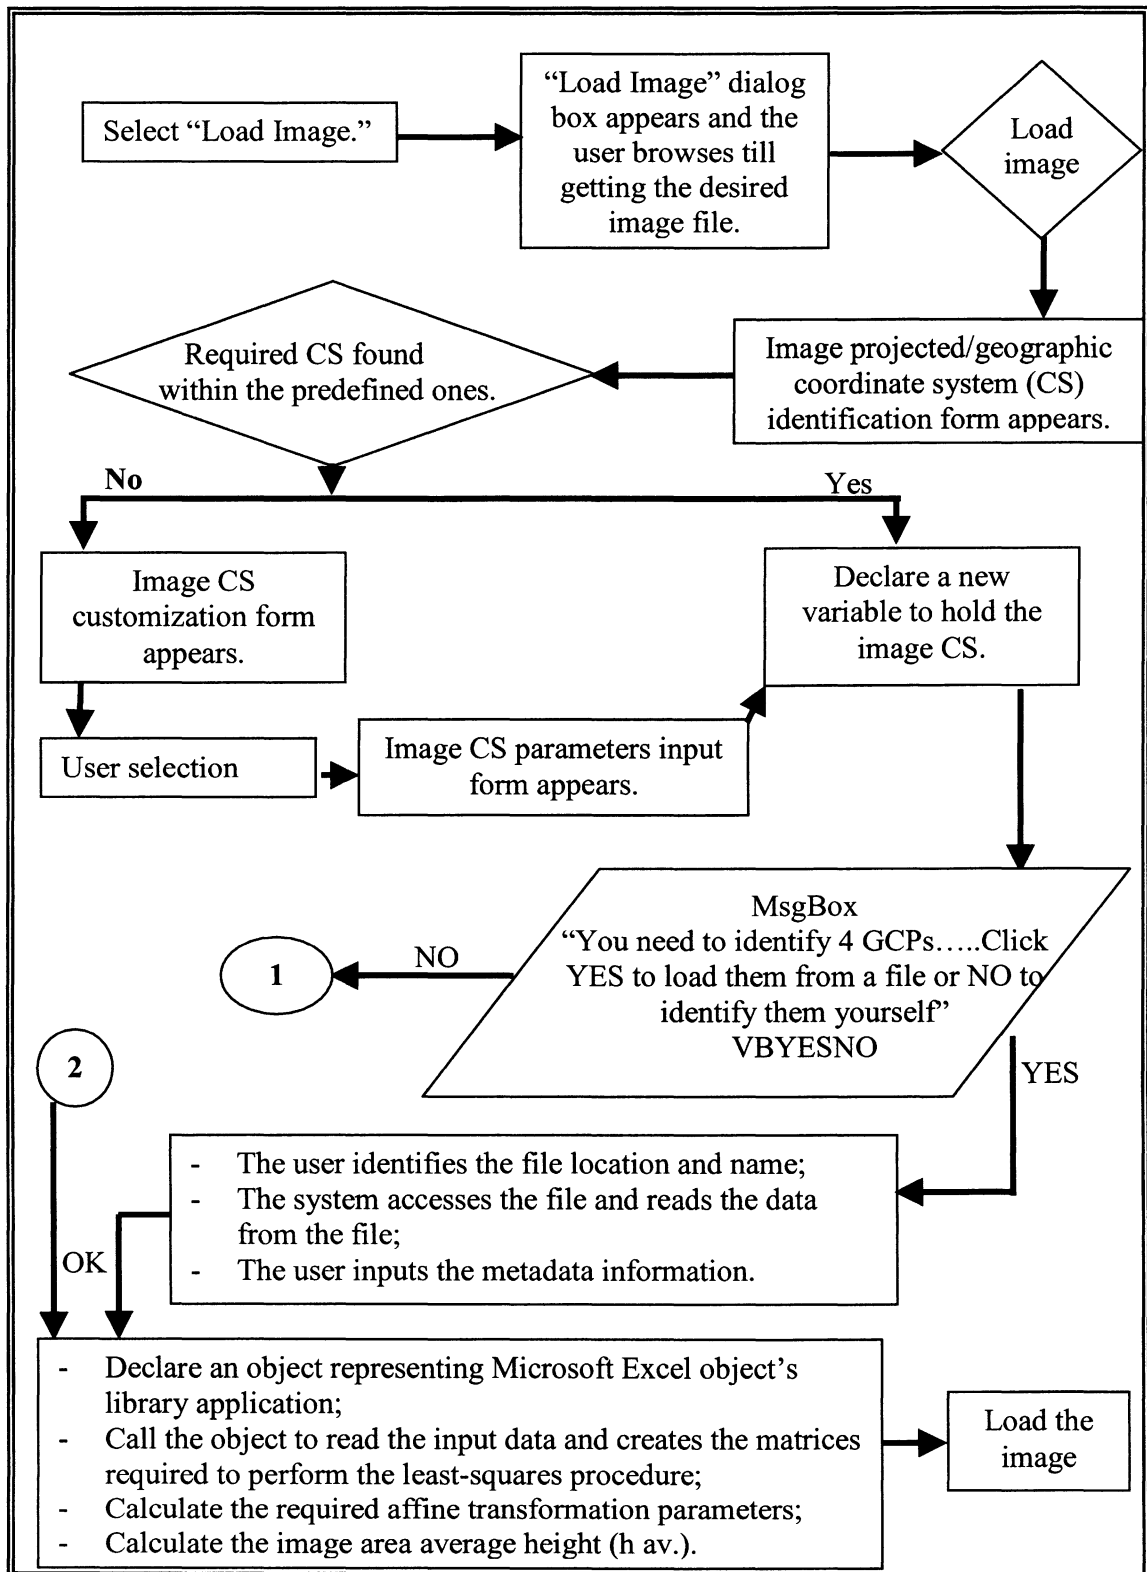 Select “Load Image.”
“Load Image” dialog
box appears and the
user browses till
getting the desired
image file.
Load
image
Image projected/geographic
coordinate system (CS)
identification form appears.
Required CS found
within the predefined ones.
No
Yes
Image CS
customization form
appears.
Declare a new
variable to hold the
image CS.
User selection
Image CS parameters input
form appears.
MsgBox
“You need to identify 4 GCPs.....Click
YES to load them from a file or NO to
identify them yourself”
VBYESNO
NO
1
2
YES
- The user identifies the file location and name;
- The system accesses the file and reads the data
from the file;
- The user inputs the metadata information.
OK
- Declare an object representing Microsoft Excel object’s
library application;
- Call the object to read the input data and creates the matrices
required to perform the least-squares procedure;
- Calculate the required affine transformation parameters;
- Calculate the image area average height (h av.).
Load the
image